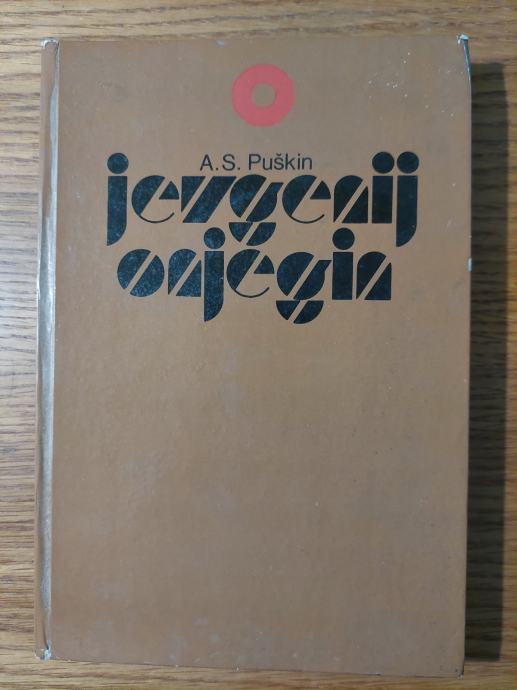 A.S. Puškin
jevgenij
onjegin